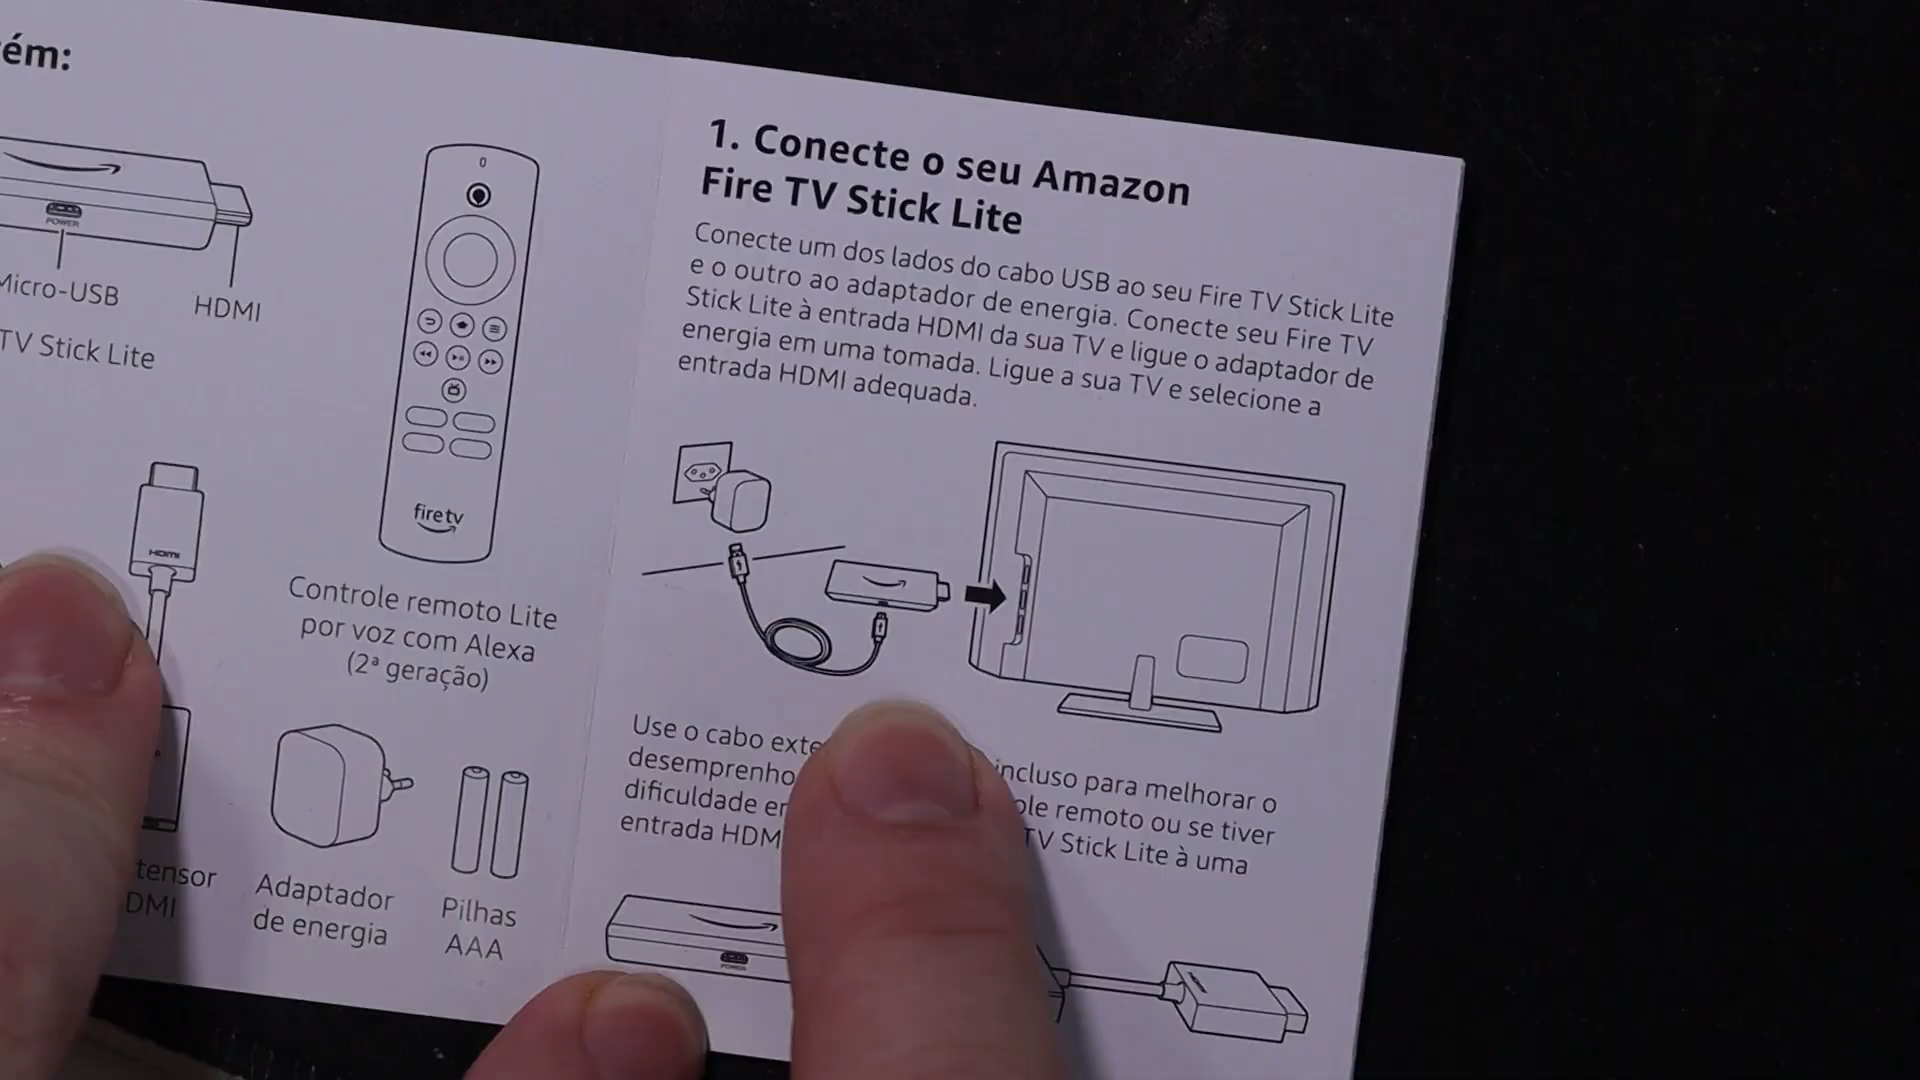 ém:
POWER
Micro-USB
HDMI
TV Stick Lite
fire tv
Controle remoto Lite
por voz com Alexa
(2ª geração)
HDMI
tensor
DMI
Adaptador
de energia
Pilhas
AAA
1. Conecte o seu Amazon
Fire TV Stick Lite
Conecte um dos lados do cabo USB ao seu Fire TV Stick Lite
e o outro ao adaptador de energia. Conecte seu Fire TV
Stick Lite à entrada HDMI da sua TV e ligue o adaptador de
energia em uma tomada. Ligue a sua TV e selecione a
entrada HDMI adequada.
Use o cabo exte incluso para melhorar o
desempenho ole remoto ou se tiver
dificuldade er TV Stick Lite à uma
entrada HDM
POWER